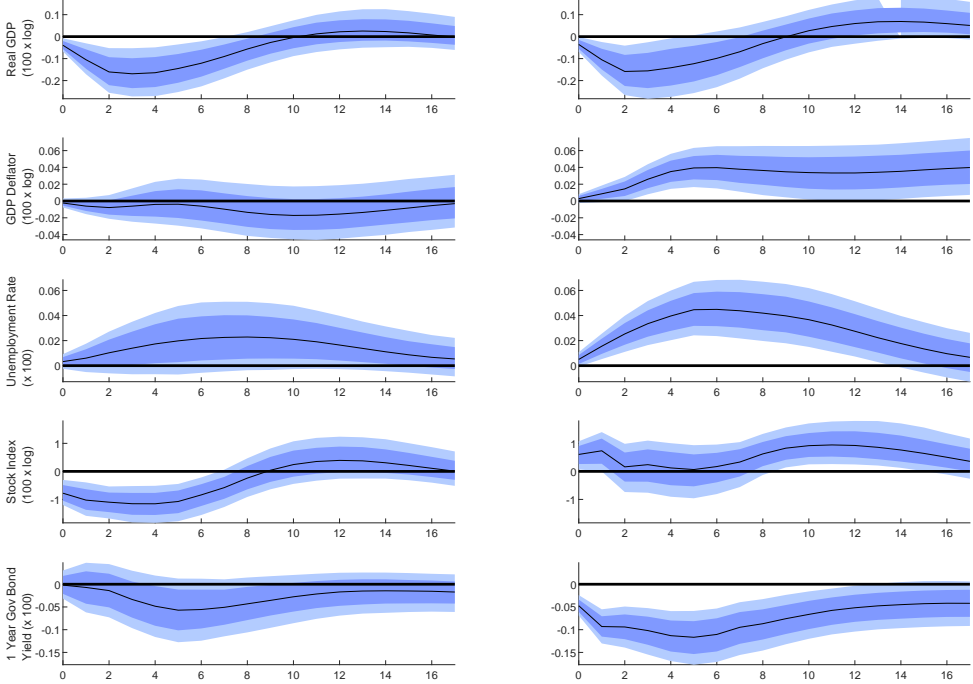 Real GDP
(100 x log)
0.1
0
-0.1
-0.2
0 2 4 6 8 10 12 14 16
0.1
0
-0.1
-0.2
0 2 4 6 8 10 12 14 16
GDP Deflator
(100 x log)
0.06
0.04
0.02
0
-0.02
-0.04
0 2 4 6 8 10 12 14 16
0.06
0.04
0.02
0
-0.02
-0.04
0 2 4 6 8 10 12 14 16
Unemployment Rate
(x 100)
0.06
0.04
0.02
0
0 2 4 6 8 10 12 14 16
0.06
0.04
0.02
0
0 2 4 6 8 10 12 14 16
Stock Index
(100 x log)
1
0
-1
0 2 4 6 8 10 12 14 16
1
0
-1
0 2 4 6 8 10 12 14 16
1 Year Gov Bond
Yield (x 100)
0
-0.05
-0.1
-0.15
0 2 4 6 8 10 12 14 16
0
-0.05
-0.1
-0.15
0 2 4 6 8 10 12 14 16